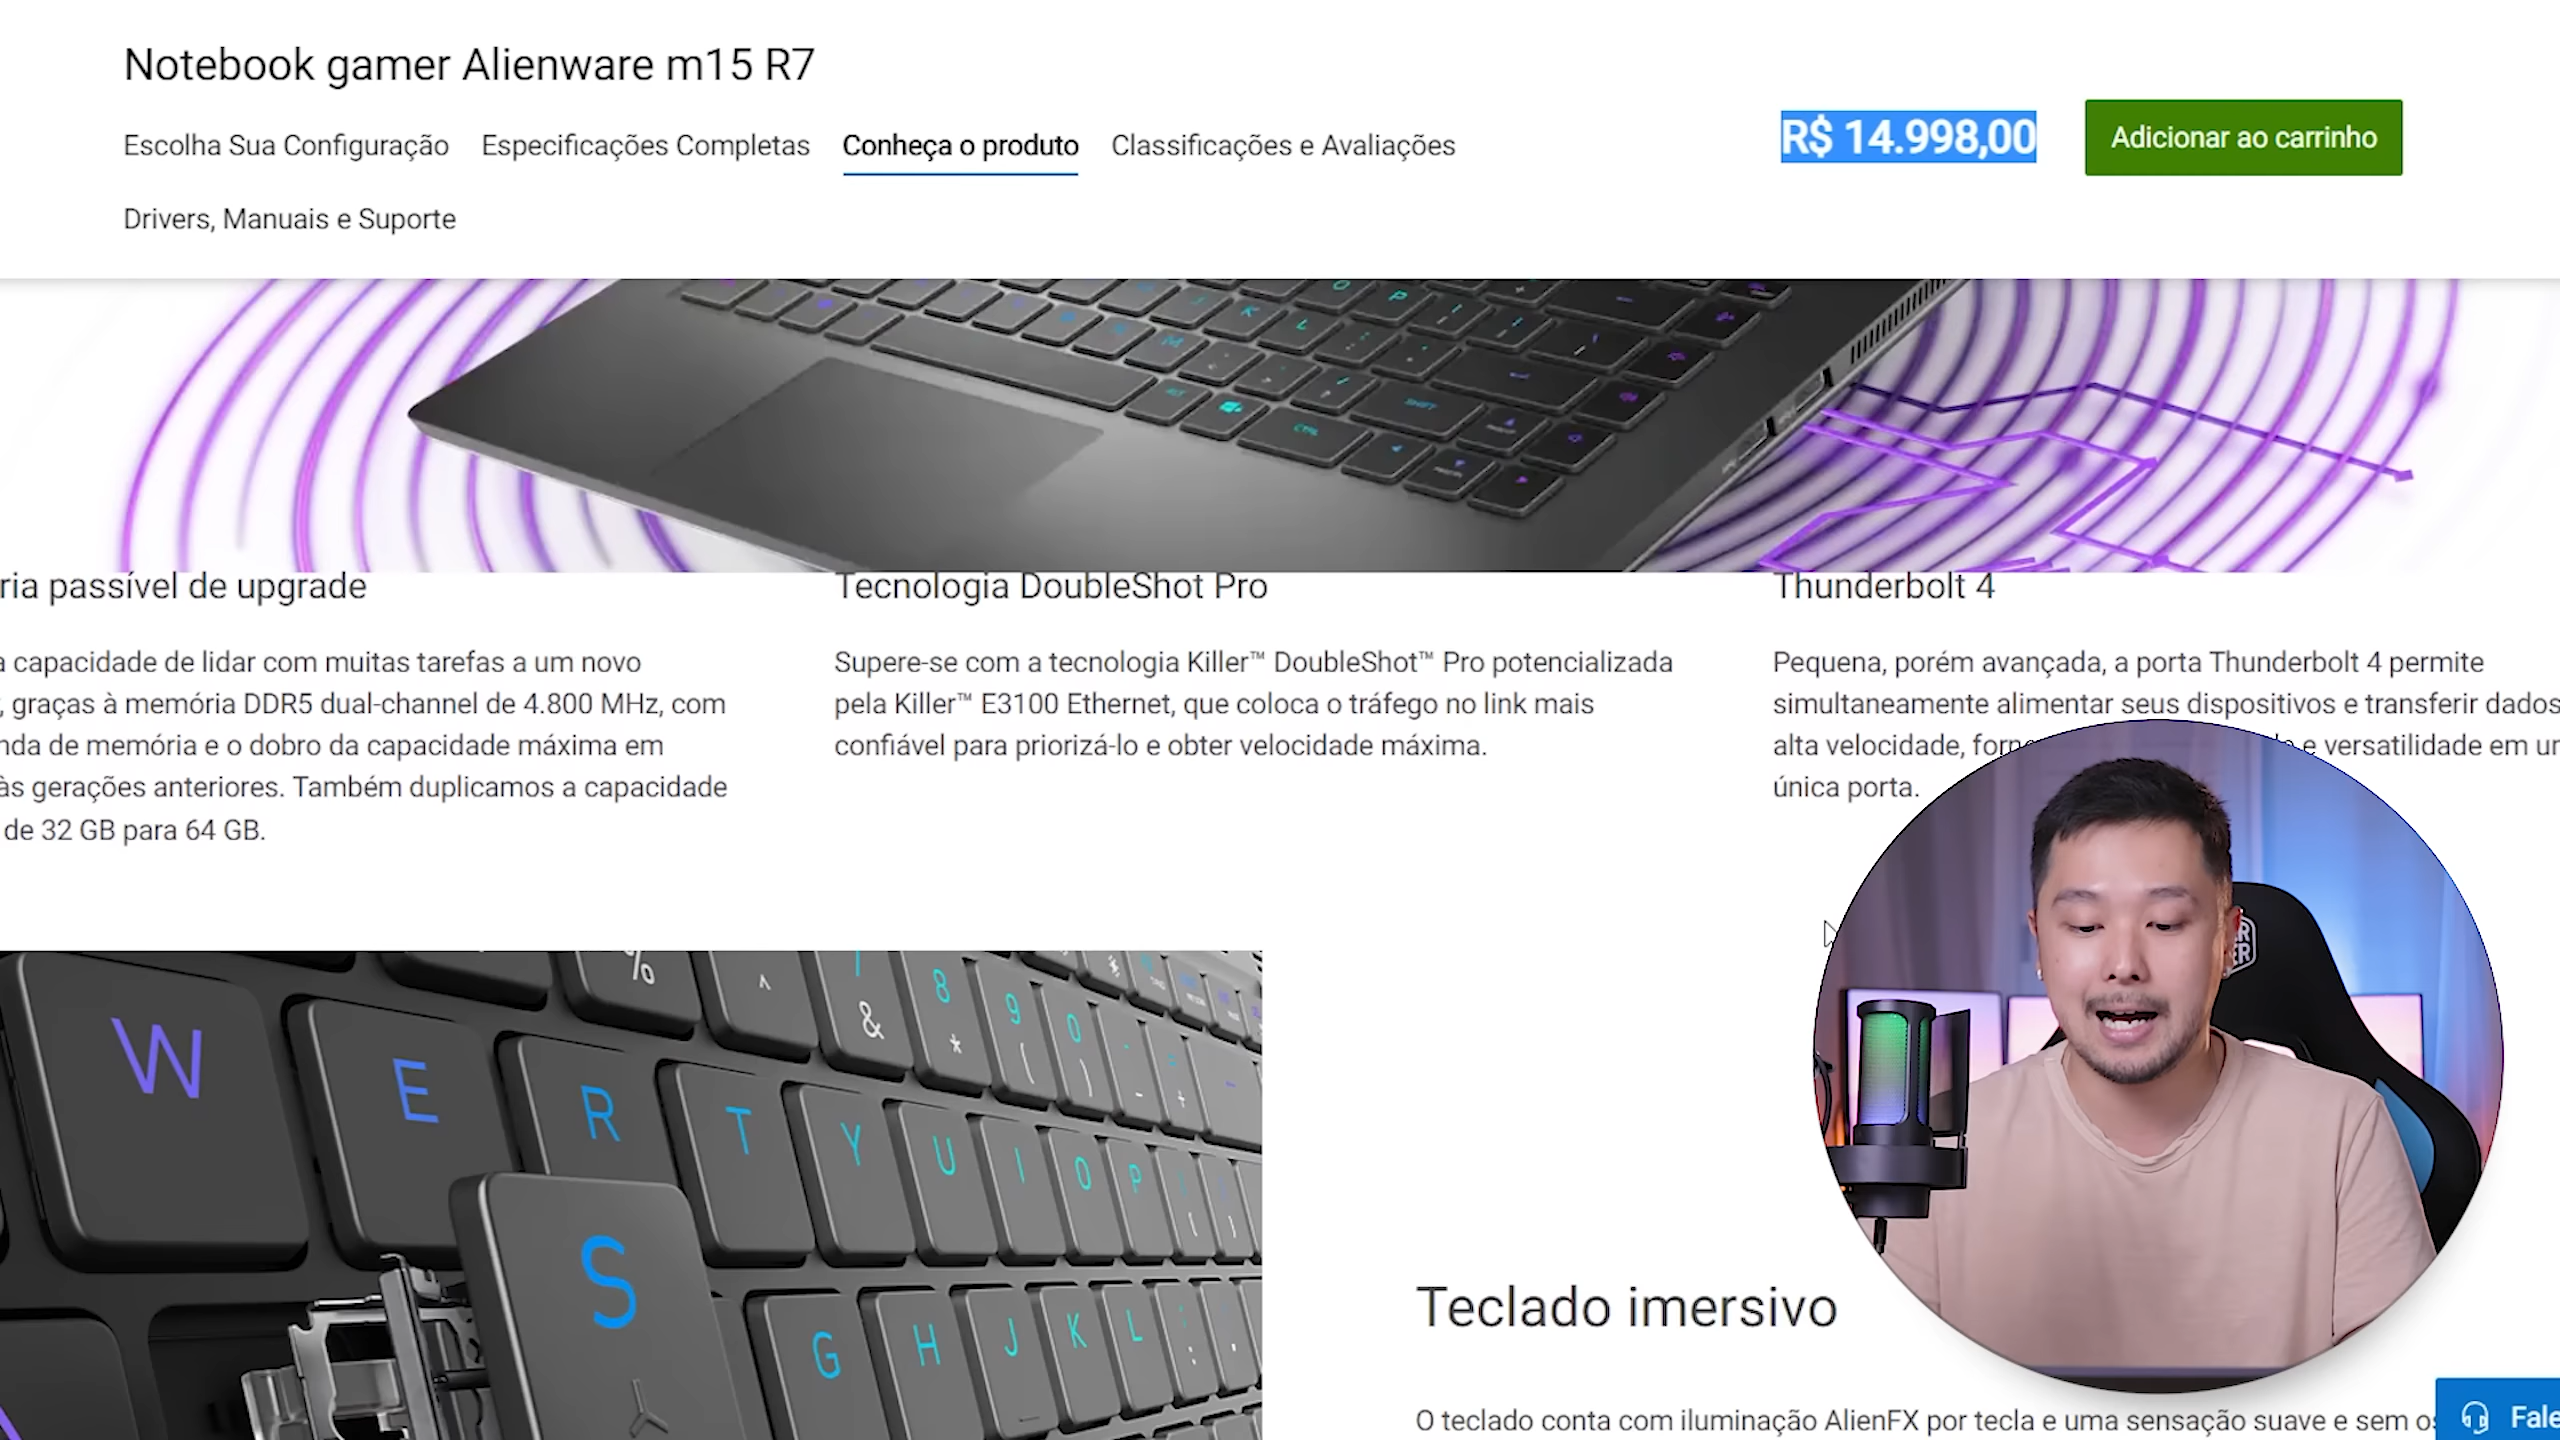 Notebook gamer Alienware m15 R7
Escolha Sua Configuração Especificações Completas Conheça o produto Classificações e Avaliações
Drivers, Manuais e Suporte
R$ 14.998,00
Adicionar ao carrinho
ria passível de upgrade
a capacidade de lidar com muitas tarefas a um novo
, graças à memória DDR5 dual-channel de 4.800 MHz, com
nda de memória e o dobro da capacidade máxima em
às gerações anteriores. Também duplicamos a capacidade
de 32 GB para 64 GB.
Tecnologia DoubleShot Pro
Supere-se com a tecnologia Killer™ DoubleShot™ Pro potencializada
pela Killer™ E3100 Ethernet, que coloca o tráfego no link mais
confiável para priorizá-lo e obter velocidade máxima.
Thunderbolt 4
Pequena, porém avançada, a porta Thunderbolt 4 permite
simultaneamente alimentar seus dispositivos e transferir dados
alta velocidade, e versatilidade em
única porta.
% ^ & 8 * 9 ( 0 ) - = +
W E R T Y U I O P
S G H J K L
Teclado imersivo
O teclado conta com iluminação AlienFX por tecla e uma sensação suave e sem
Fale